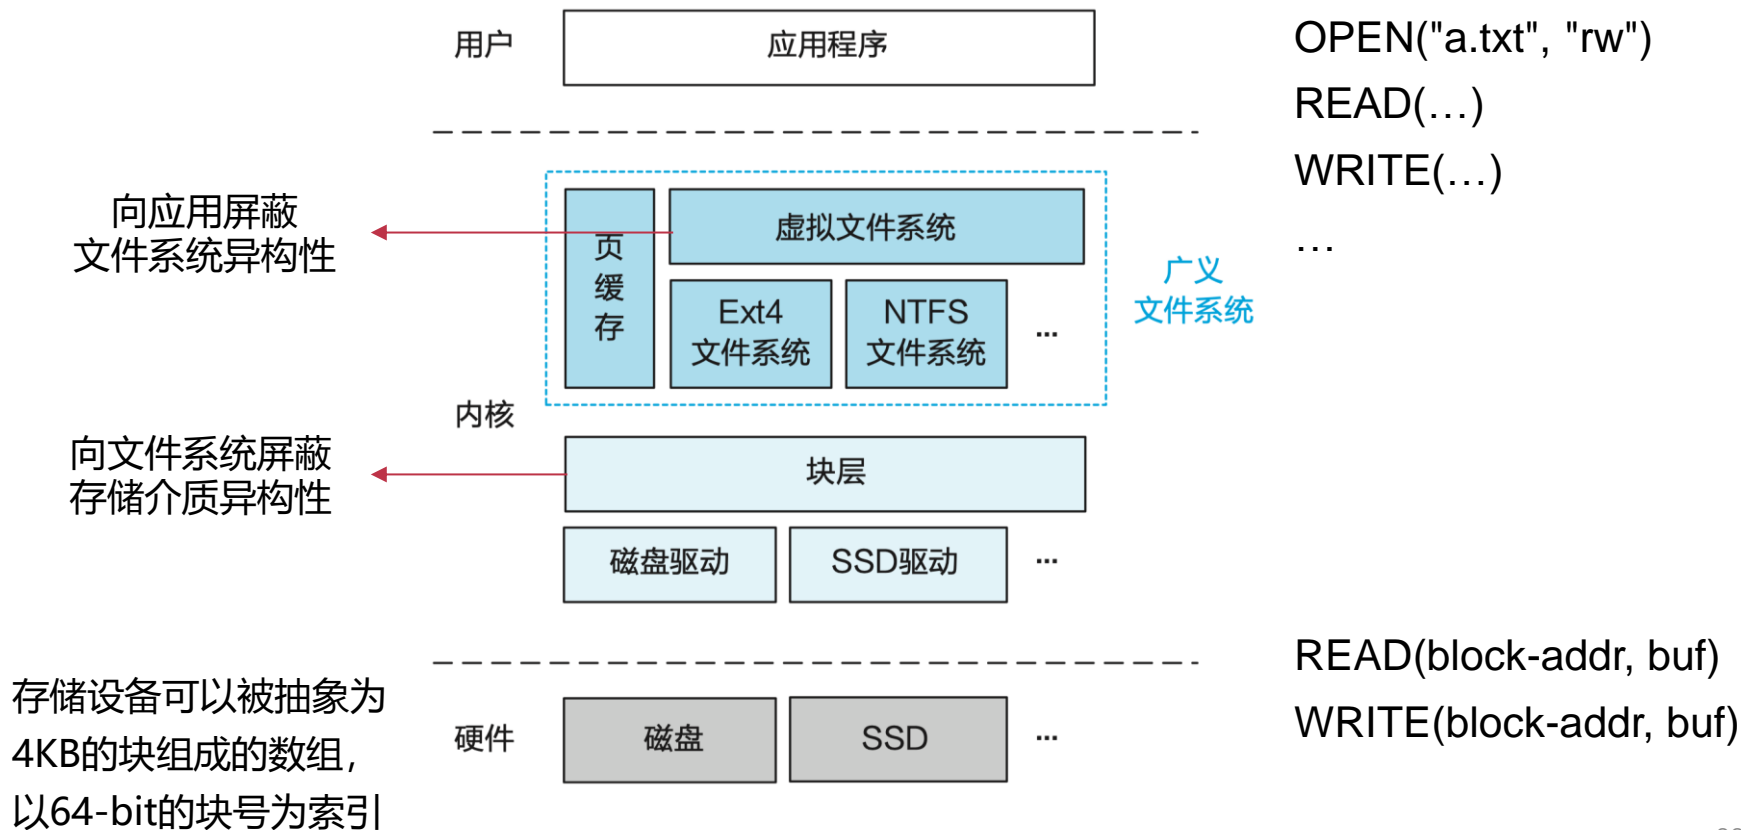 用户
应用程序
OPEN("a.txt", "rw")
READ(…)
WRITE(…)
…
向应用屏蔽
文件系统异构性
页
缓
存
虚拟文件系统
Ext4
文件系统
NTFS
文件系统
...
广义
文件系统
内核
向文件系统屏蔽
存储介质异构性
块层
磁盘驱动
SSD驱动
...
存储设备可以被抽象为
4KB的块组成的数组，
以64-bit的块号为索引
硬件
磁盘
SSD
...
READ(block-addr, buf)
WRITE(block-addr, buf)